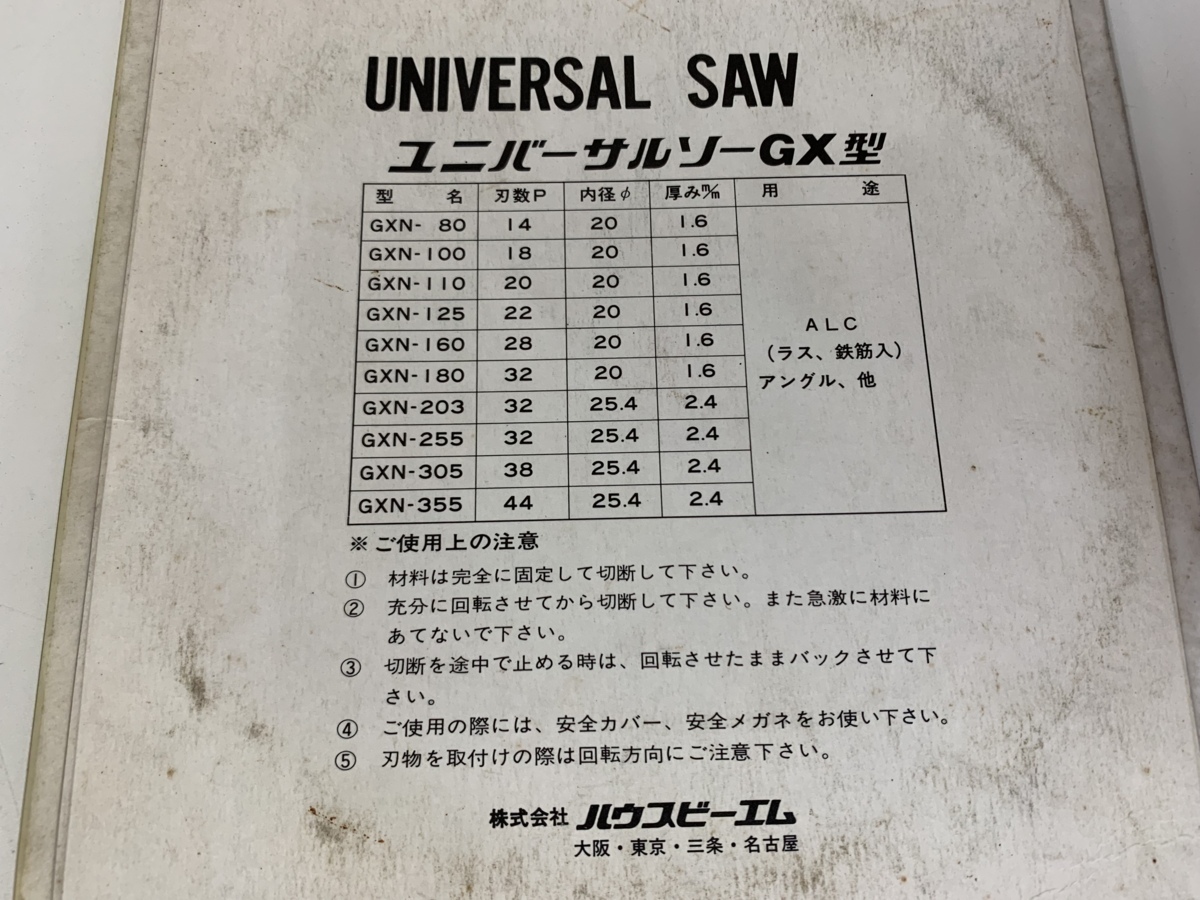 UNIVERSAL SAW
ユニバーサルソーGX型
型 名 刃数P 内径φ 厚みm/m 用 途
GXN- 80 14 20 1.6
GXN-100 18 20 1.6
GXN-110 20 20 1.6
GXN-125 22 20 1.6
GXN-160 28 20 1.6
GXN-180 32 20 1.6
GXN-203 32 25.4 2.4
GXN-255 32 25.4 2.4
GXN-305 38 25.4 2.4
GXN-355 44 25.4 2.4
ALC
(ラス、鉄筋入)
アングル、他
※ご使用上の注意
① 材料は完全に固定して切断して下さい。
② 充分に回転させてから切断して下さい。また急激に材料に
あてないで下さい。
③ 切断を途中で止める時は、回転させたままバックさせて下
さい。
④ ご使用の際には、安全カバー、安全メガネをお使い下さい。
⑤ 刃物を取付けの際は回転方向にご注意下さい。
株式会社 ハウスビーエム
大阪・東京・三条・名古屋